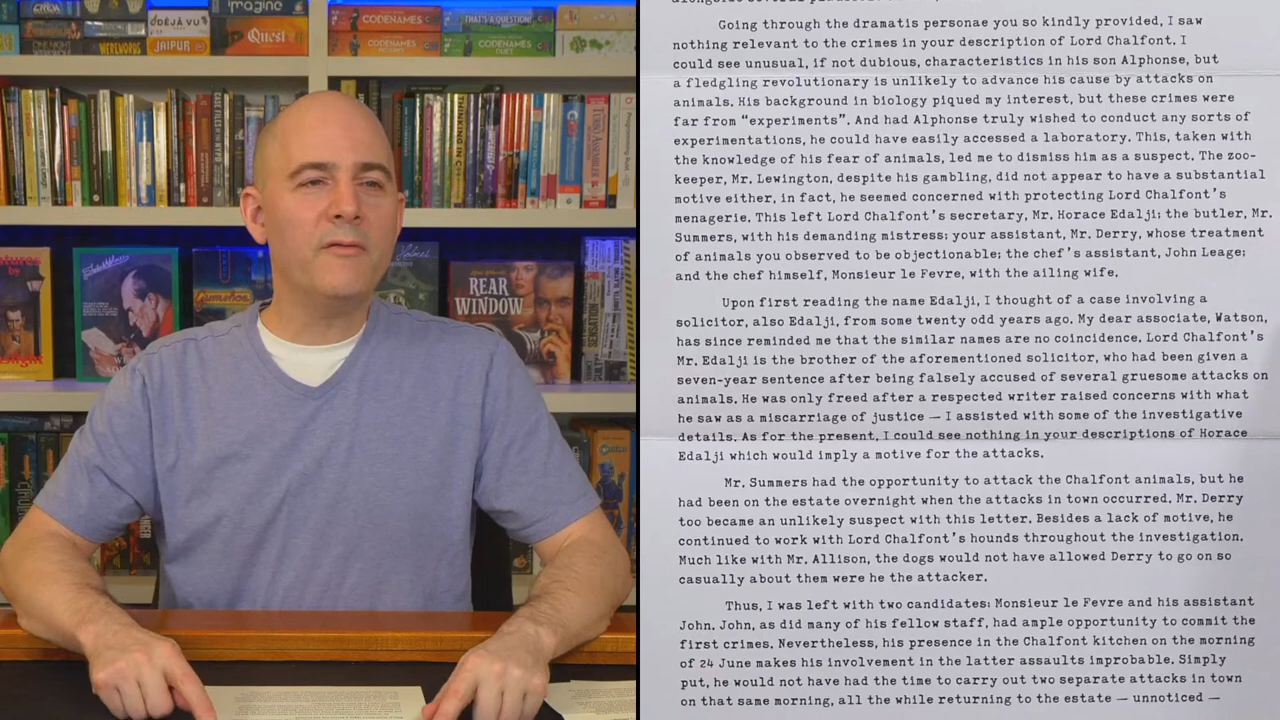 imagine
DEJA VU
WEREWORDS
JAIPUR
Quest
CODENAMES
THAT'S A QUESTION!
CODENAMES
PICTURES
CODENAMES
DUET
CASE FILES OF THE NYPD
THINKING IN C++
TURBO ASSEMBLER
by
Gumshoe
REAR
WINDOW
Going through the dramatis personae you so kindly provided, I saw
nothing relevant to the crimes in your description of Lord Chalfont. I
could see unusual, if not dubious, characteristics in his son Alphonse, but
a fledgling revolutionary is unlikely to advance his cause by attacks on
animals. His background in biology piqued my interest, but these crimes were
far from “experiments”. And had Alphonse truly wished to conduct any sorts of
experimentations, he could have easily accessed a laboratory. This, taken with
the knowledge of his fear of animals, led me to dismiss him as a suspect. The zoo-
keeper, Mr Lewington, despite his gambling, did not appear to have a substantial
motive either, in fact, he seemed concerned with protecting Lord Chalfont's
menagerie. This left Lord Chalfont's secretary, Mr. Horace Edalji; the butler, Mr.
Summers, with his demanding mistress; your assistant, Mr. Derry, whose treatment
of animals you observed to be objectionable; the chef's assistant, John Leage;
and the chef himself, Monsieur le Fevre, with the ailing wife.
Upon first reading the name Edalji, I thought of a case involving a
solicitor, also Edalji, from some twenty odd years ago. My dear associate, Watson,
has since reminded me that the similar names are no coincidence. Lord Chalfont's
Mr. Edalji is the brother of the aforementioned solicitor, who had been given a
seven-year sentence after being falsely accused of several gruesome attacks on
animals. He was only freed after a respected writer raised concerns with what
he saw as a miscarriage of justice — I assisted with some of the investigative
details. As for the present, I could see nothing in your descriptions of Horace
Edalji which would imply a motive for the attacks.
Mr. Summers had the opportunity to attack the Chalfont animals, but he
had been on the estate overnight when the attacks in town occurred. Mr. Derry
too became an unlikely suspect with this letter. Besides a lack of motive, he
continued to work with Lord Chalfont's hounds throughout the investigation.
Much like with Mr. Allison, the dogs would not have allowed Derry to go on so
casually about them were he the attacker.
Thus, I was left with two candidates: Monsieur le Fevre and his assistant
John. John, as did many of his fellow staff, had ample opportunity to commit the
first crimes. Nevertheless, his presence in the Chalfont kitchen on the morning
of 24 June makes his involvement in the latter assaults improbable. Simply
put, he would not have had the time to carry out two separate attacks in town
on that same morning, all the while returning to the estate — unnoticed —